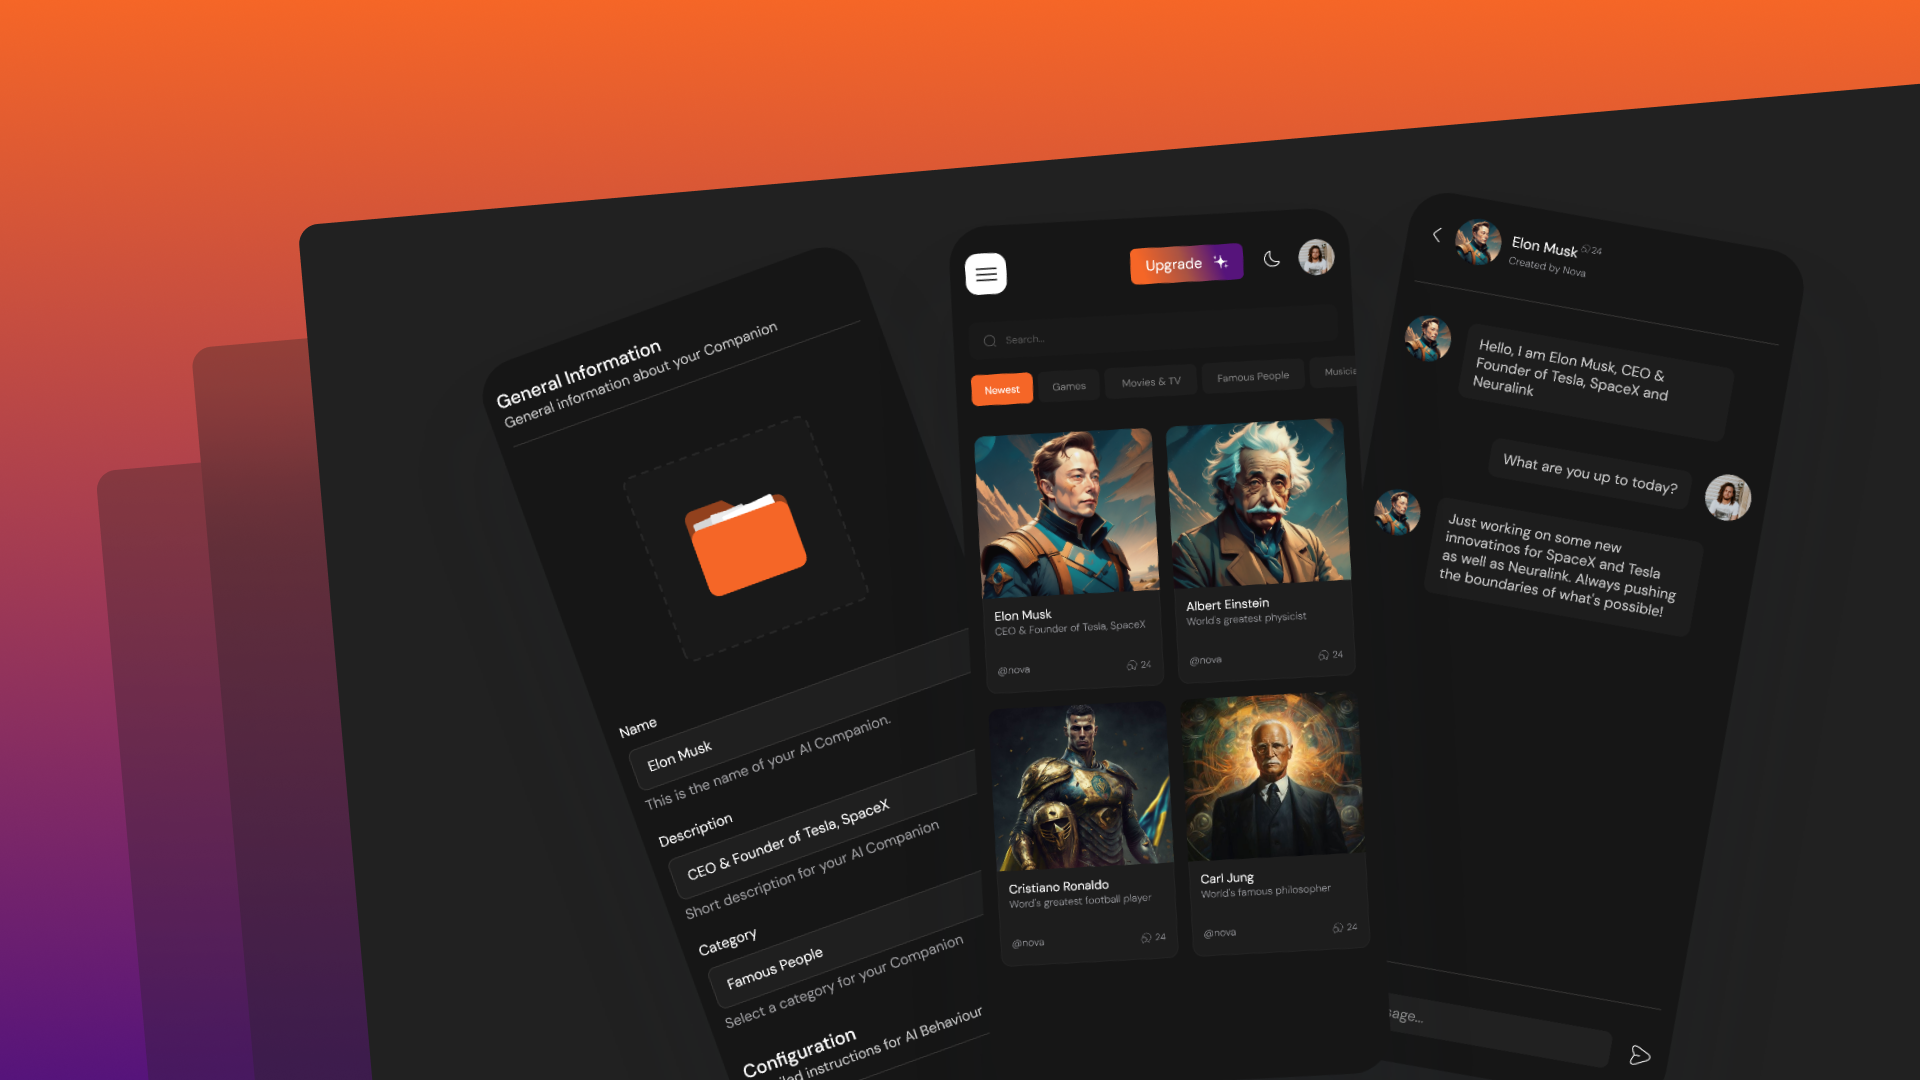 General Information
General information about your Companion
Name
Elon Musk
This is the name of your AI Companion.
Description
CEO & Founder of Tesla, SpaceX
Short description for your AI Companion
Category
Famous People
Select a category for your Companion
Configuration
instructions for AI Behaviour
Upgrade
Search...
Newest
Games
Movies & TV
Famous People
Elon Musk
CEO & Founder of Tesla, SpaceX
@nova
24
Albert Einstein
World's greatest physicist
@nova
24
Cristiano Ronaldo
Word's greatest football player
@nova
24
Carl Jung
World's famous philosopher
@nova
24
Elon Musk 24
Created by Nova
Hello, I am Elon Musk, CEO &
Founder of Tesla, SpaceX and
Neuralink
What are you up to today?
Just working on some new
innovatinos for SpaceX and Tesla
as well as Neuralink. Always pushing
the boundaries of what's possible!